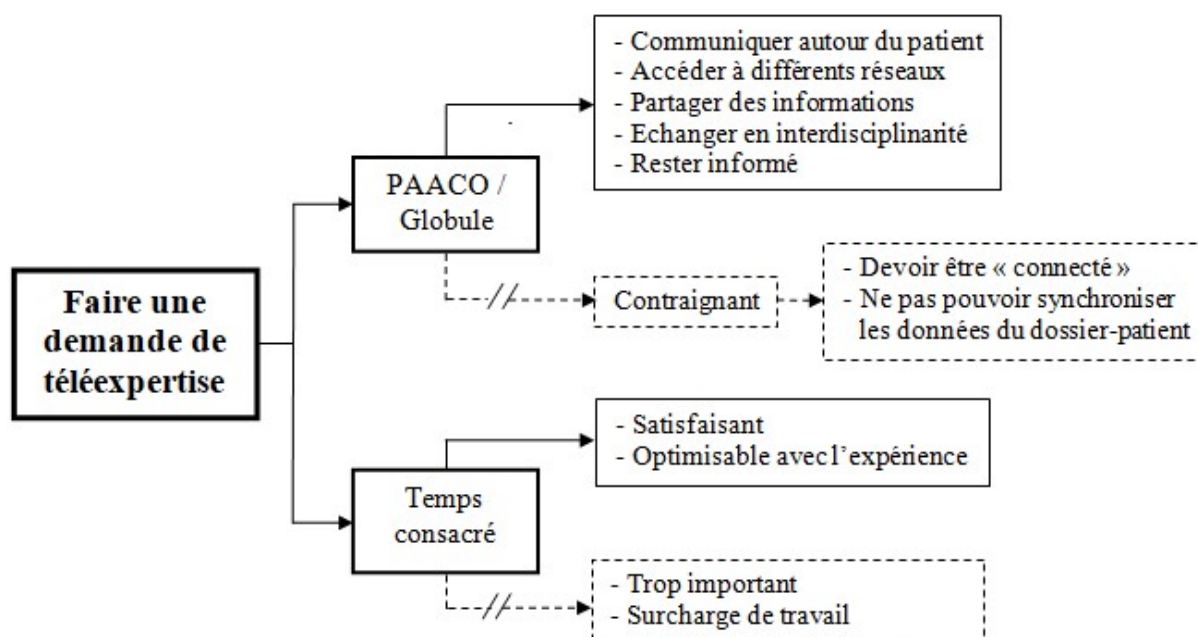 - Communiquer autour du patient
- Accéder à différents réseaux
- Partager des informations
- Echanger en interdisciplinarité
- Rester informé
PAACO /
Globule
- Devoir être « connecté »
- Ne pas pouvoir synchroniser
les données du dossier-patient
Contraignant
Faire une
demande de
téléexpertise
- Satisfaisant
- Optimisable avec l’expérience
Temps
consacré
- Trop important
- Surcharge de travail